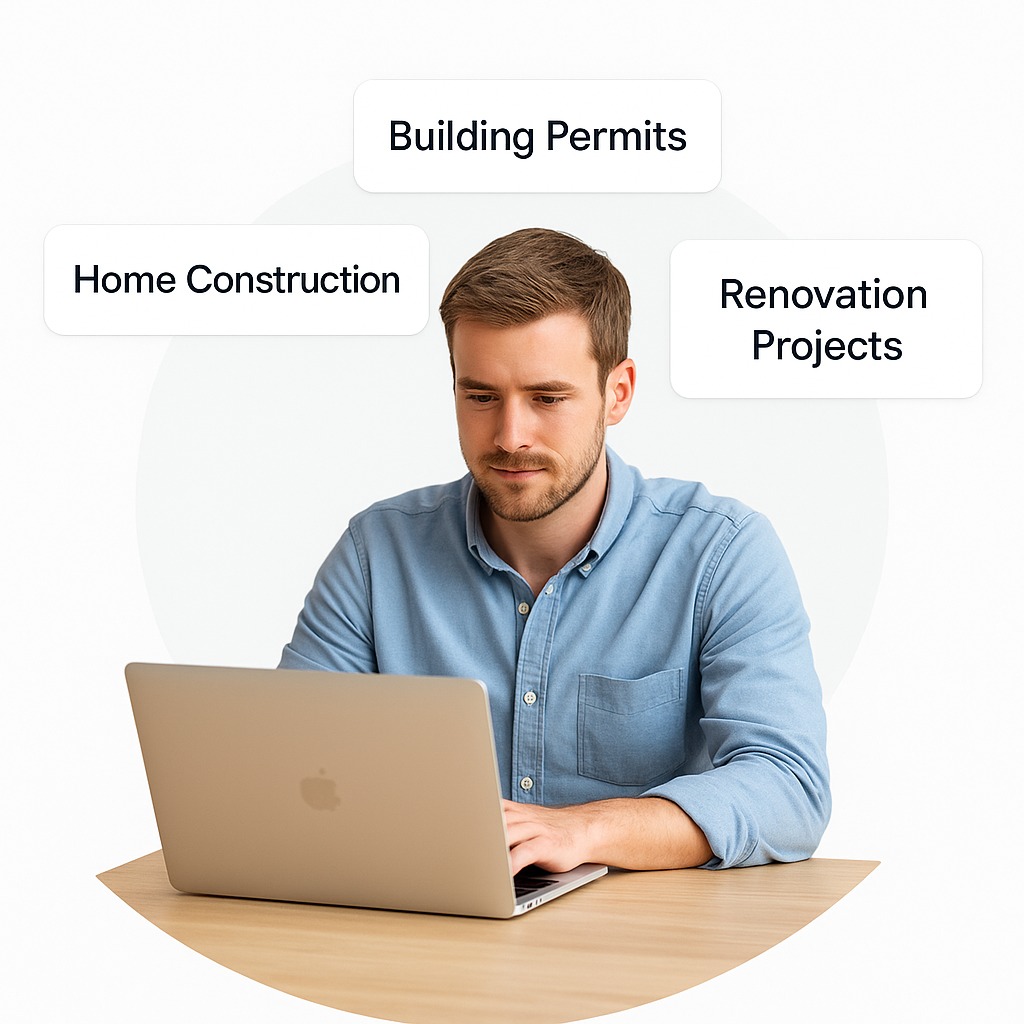 Building Permits
Home Construction
Renovation
Projects